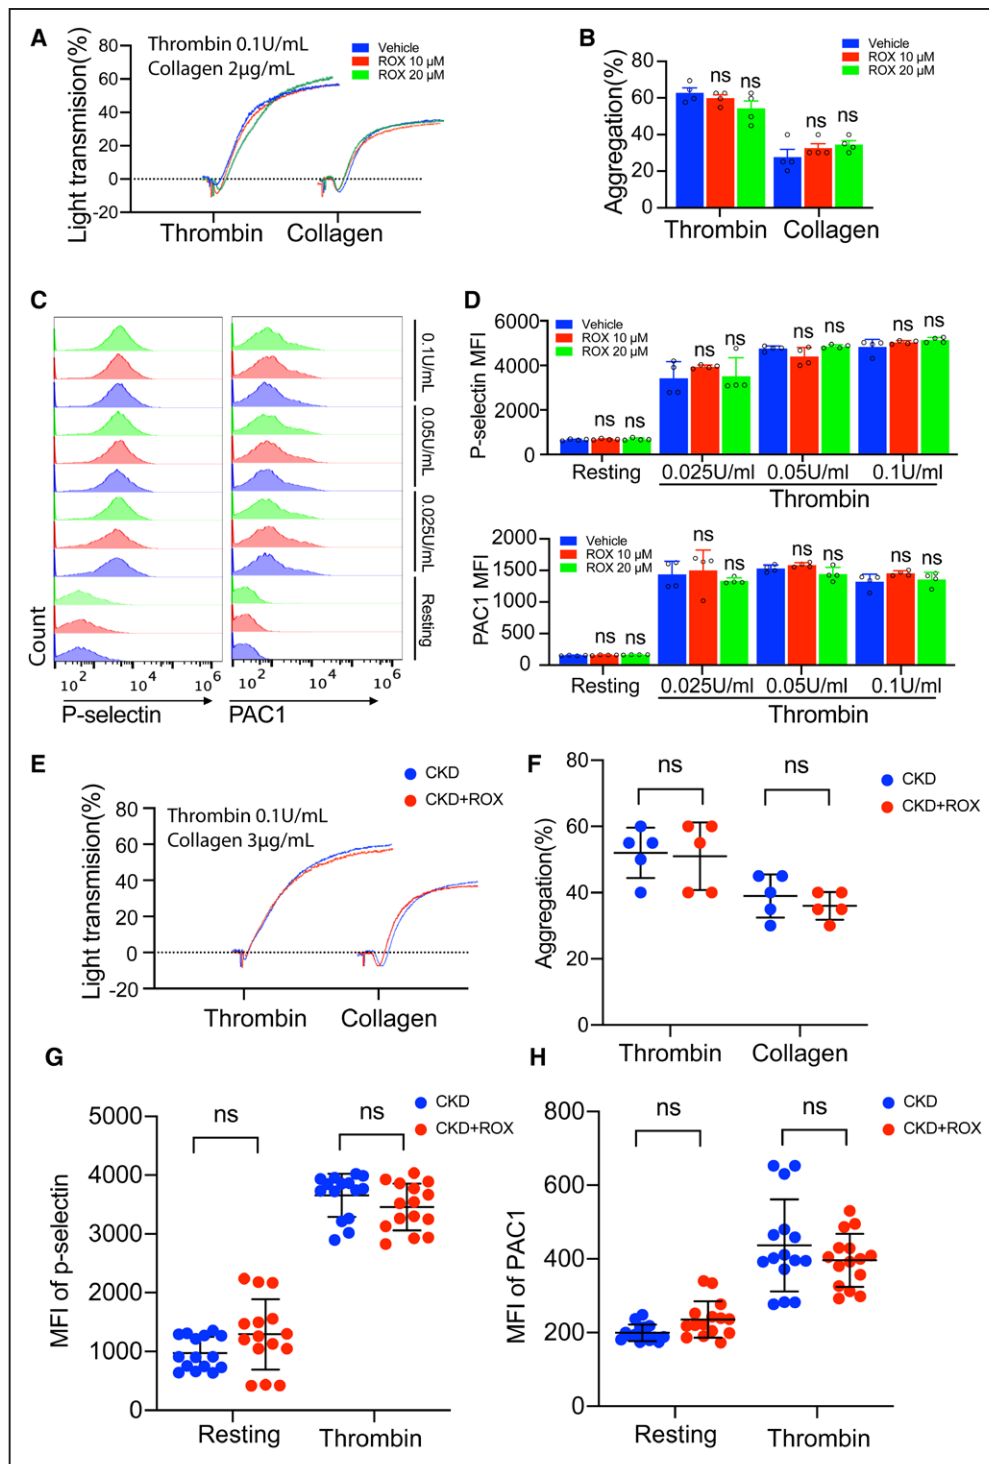 A
Thrombin 0.1U/mL
Collagen 2µg/mL
Vehicle
ROX 10 µM
ROX 20 µM
Light transmision(%)
80
60
40
20
0
-20
Thrombin Collagen
B
Vehicle
ROX 10 µM
ROX 20 µM
Aggregation(%)
80
60
40
20
0
ns ns
ns ns
Thrombin Collagen
C
0.1U/mL
0.05U/mL
0.025U/mL
Resting
Count
10² 10⁴ 10⁶
10² 10⁴ 10⁶
P-selectin
PAC1
D
P-selectin MFI
6000
4000
2000
0
Vehicle
ROX 10 µM
ROX 20 µM
ns ns
ns ns
ns ns
ns ns
Resting 0.025U/ml 0.05U/ml 0.1U/ml
Thrombin
PAC1 MFI
2000
1500
1000
500
0
Vehicle
ROX 10 µM
ROX 20 µM
ns ns
ns ns
ns ns
ns ns
Resting 0.025U/ml 0.05U/ml 0.1U/ml
Thrombin
E
CKD
CKD+ROX
Thrombin 0.1U/mL
Collagen 3µg/mL
Light transmision(%)
80
60
40
20
0
-20
Thrombin Collagen
F
CKD
CKD+ROX
Aggregation(%)
80
60
40
20
0
ns ns
Thrombin Collagen
G
CKD
CKD+ROX
MFI of p-selectin
5000
4000
3000
2000
1000
0
ns ns
Resting Thrombin
H
CKD
CKD+ROX
MFI of PAC1
800
600
400
200
0
ns ns
Resting Thrombin